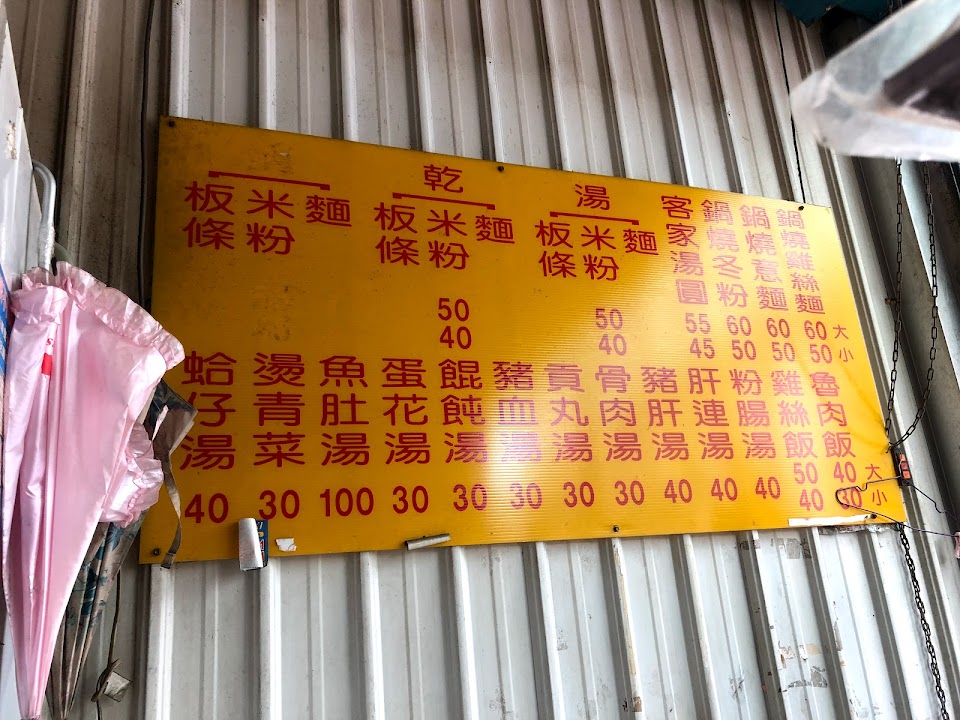 大 小
鍋燒雞絲麵 60 50
鍋燒意麵 60 50
鍋燒冬粉 60 50
客家湯圓 55 45
湯
麵
米粉
板條
50 40
乾
麵
米粉
板條
50 40
麵
米粉
板條
大 小
魯肉飯 40 30
雞絲飯 50 40
粉腸湯 40
肝連湯 40
豬肝湯 40
骨肉湯 30
貢丸湯 30
豬血湯 30
餛飩湯 30
蛋花湯 30
魚肚湯 100
燙青菜 30
蛤仔湯 40